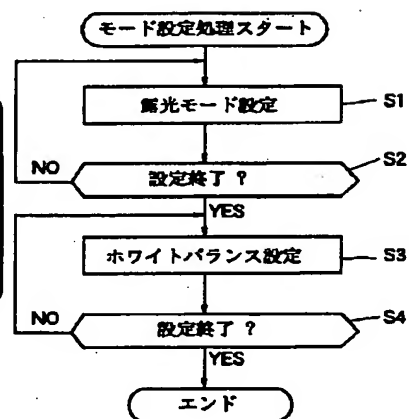 モード設定処理スタート
露光モード設定
S1
NO
設定終了 ?
S2
YES
ホワイトバランス設定
S3
NO
設定終了 ?
S4
YES
エンド